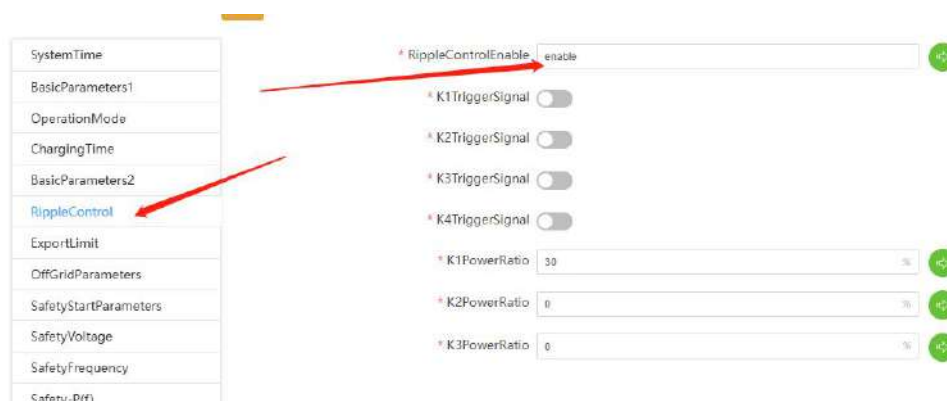 SystemTime
BasicParameters1
OperationMode
ChargingTime
BasicParameters2
RippleControl
ExportLimit
OffGridParameters
SafetyStartParameters
SafetyVoltage
SafetyFrequency
Safety-P(f)
* RippleControlEnable enable
* K1TriggerSignal
* K2TriggerSignal
* K3TriggerSignal
* K4TriggerSignal
* K1PowerRatio 30 %
* K2PowerRatio 0 %
* K3PowerRatio 0 %